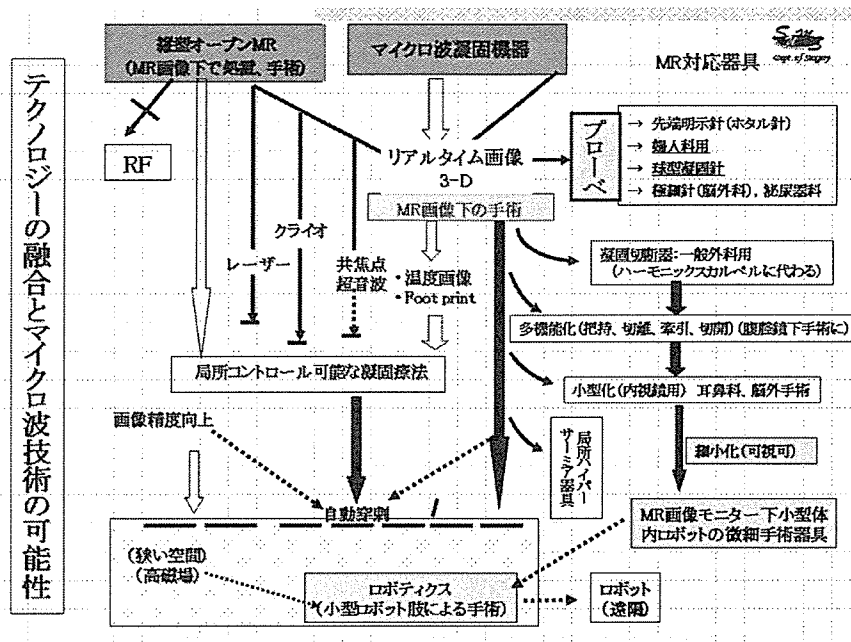 テクノロジーの融合とマイクロ波技術の可能性
縦型オープンMR
(MR画像下で処置、手術)
マイクロ波凝固機器
MR対応器具
Dept. of Surgery
RF
リアルタイム画像
3-D
MR画像下の手術
プローベ
→ 先端明示針(ホタル針)
→ 婦人科用
→ 球型凝固針
→ 極細針(脳外科), 泌尿器科
クライオ
レーザー
共焦点
超音波
・温度画像
・Foot print
凝固切断器:一般外科用
(ハーモニックスカルペルに代わる)
多機能化(把持、切離、牽引、切開)(腹腔鏡下手術に)
局所コントロール可能な凝固療法
小型化(内視鏡用) 耳鼻科、脳外手術
画像精度向上
局所ハイパー
サーミア器具
細小化(可視可)
自動穿刺
MR画像モニター下小型体
内ロボットの微細手術器具
(狭い空間)
(高磁場)
ロボティクス
(小型ロボット肢による手術)
ロボット
(遠隔)